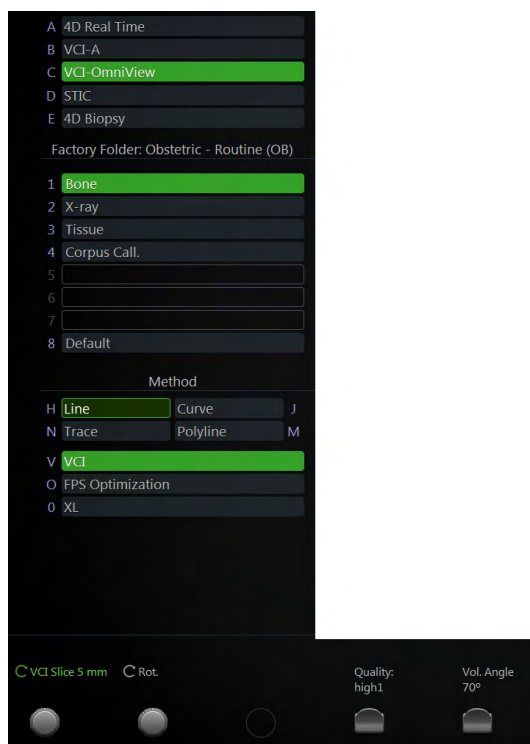 A 4D Real Time
B VCI-A
C VCI-OmniView
D STIC
E 4D Biopsy
Factory Folder: Obstetric - Routine (OB)
1 Bone
2 X-ray
3 Tissue
4 Corpus Call.
5
6
7
8 Default
Method
H Line Curve J
N Trace Polyline M
V VCI
O FPS Optimization
0 XL
VCI Slice 5 mm Rot. Quality: Vol. Angle
high1 70º